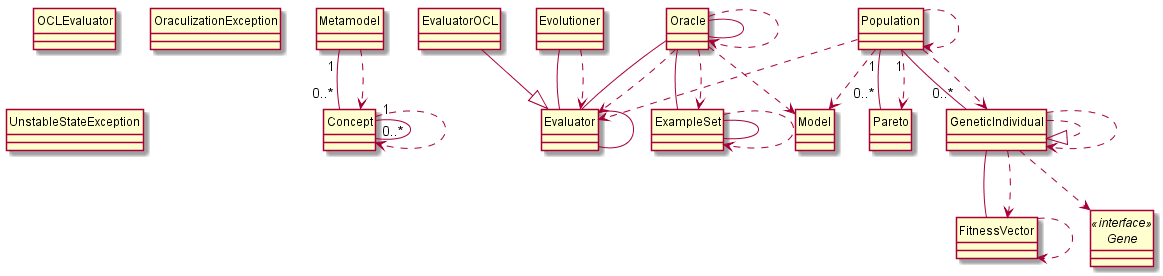 OCLEvaluator
OraculizationException
Metamodel
EvaluatorOCL
Evolutioner
Oracle
Population
1
1
1
0..*
0..*
0..*
UnstableStateException
Concept
1
0..*
Evaluator
ExampleSet
Model
Pareto
GeneticIndividual
FitnessVector
«interface»
Gene